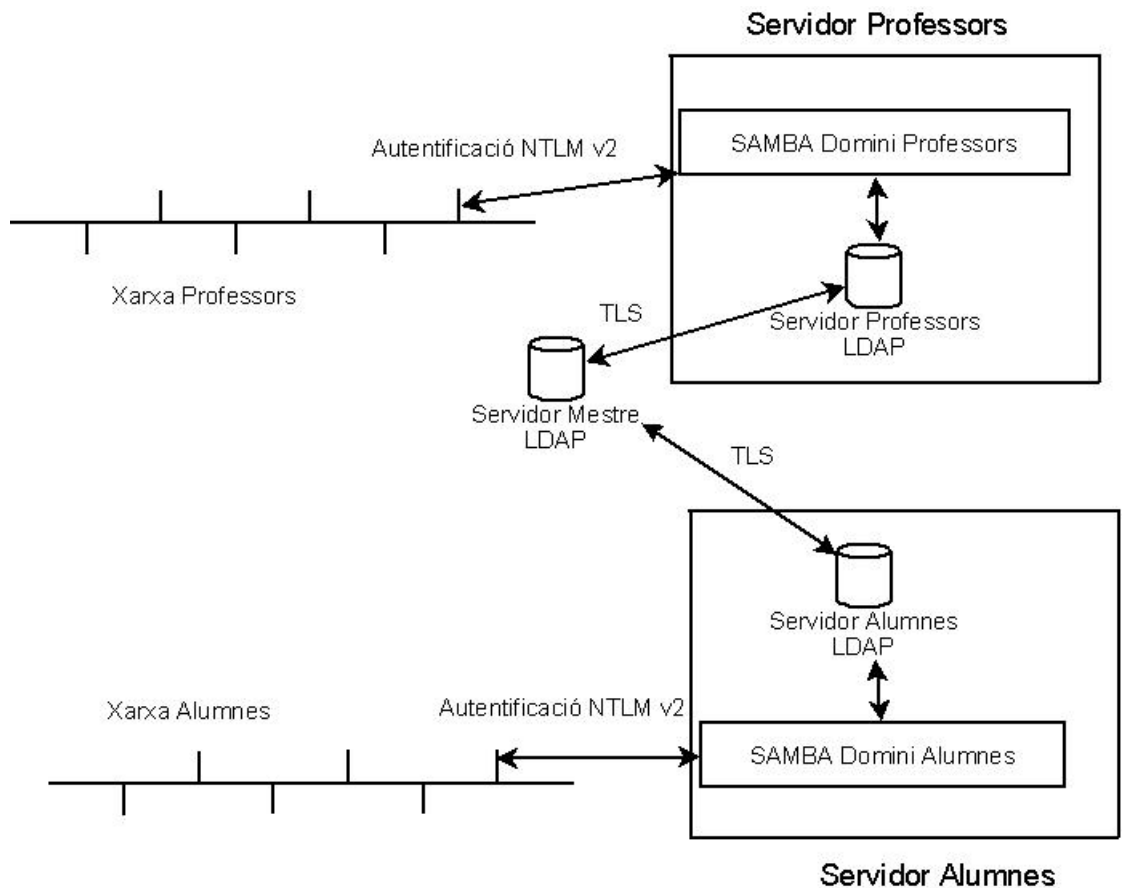 Servidor Professors
SAMBA Domini Professors
Autentificació NTLM v2
Xarxa Professors
TLS
Servidor Professors
LDAP
Servidor Mestre
LDAP
TLS
Servidor Alumnes
LDAP
Xarxa Alumnes
Autentificació NTLM v2
SAMBA Domini Alumnes
Servidor Alumnes